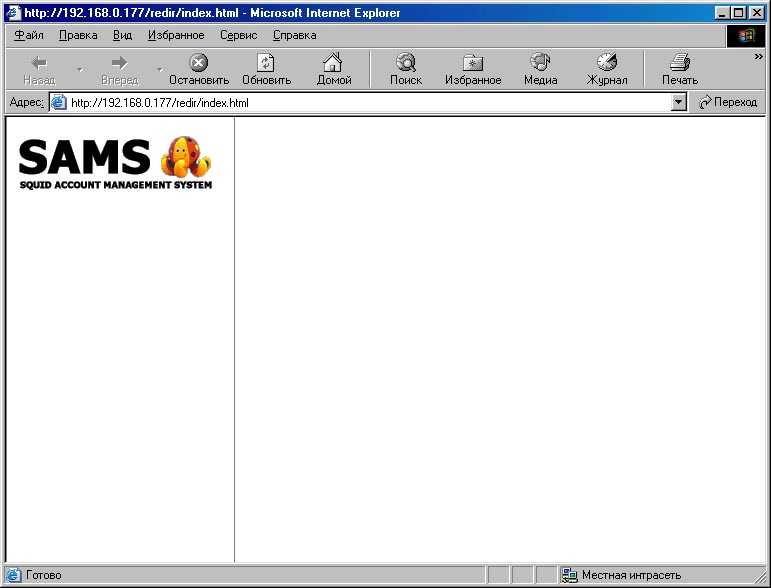 http://192.168.0.177/redir/index.html - Microsoft Internet Explorer
Файл Правка Вид Избранное Сервис Справка
Назад Вперед Остановить Обновить Домой Поиск Избранное Медиа Журнал Печать »
Адрес: http://192.168.0.177/redir/index.html Переход
SAMS
SQUID ACCOUNT MANAGEMENT SYSTEM
Готово Местная интрасеть